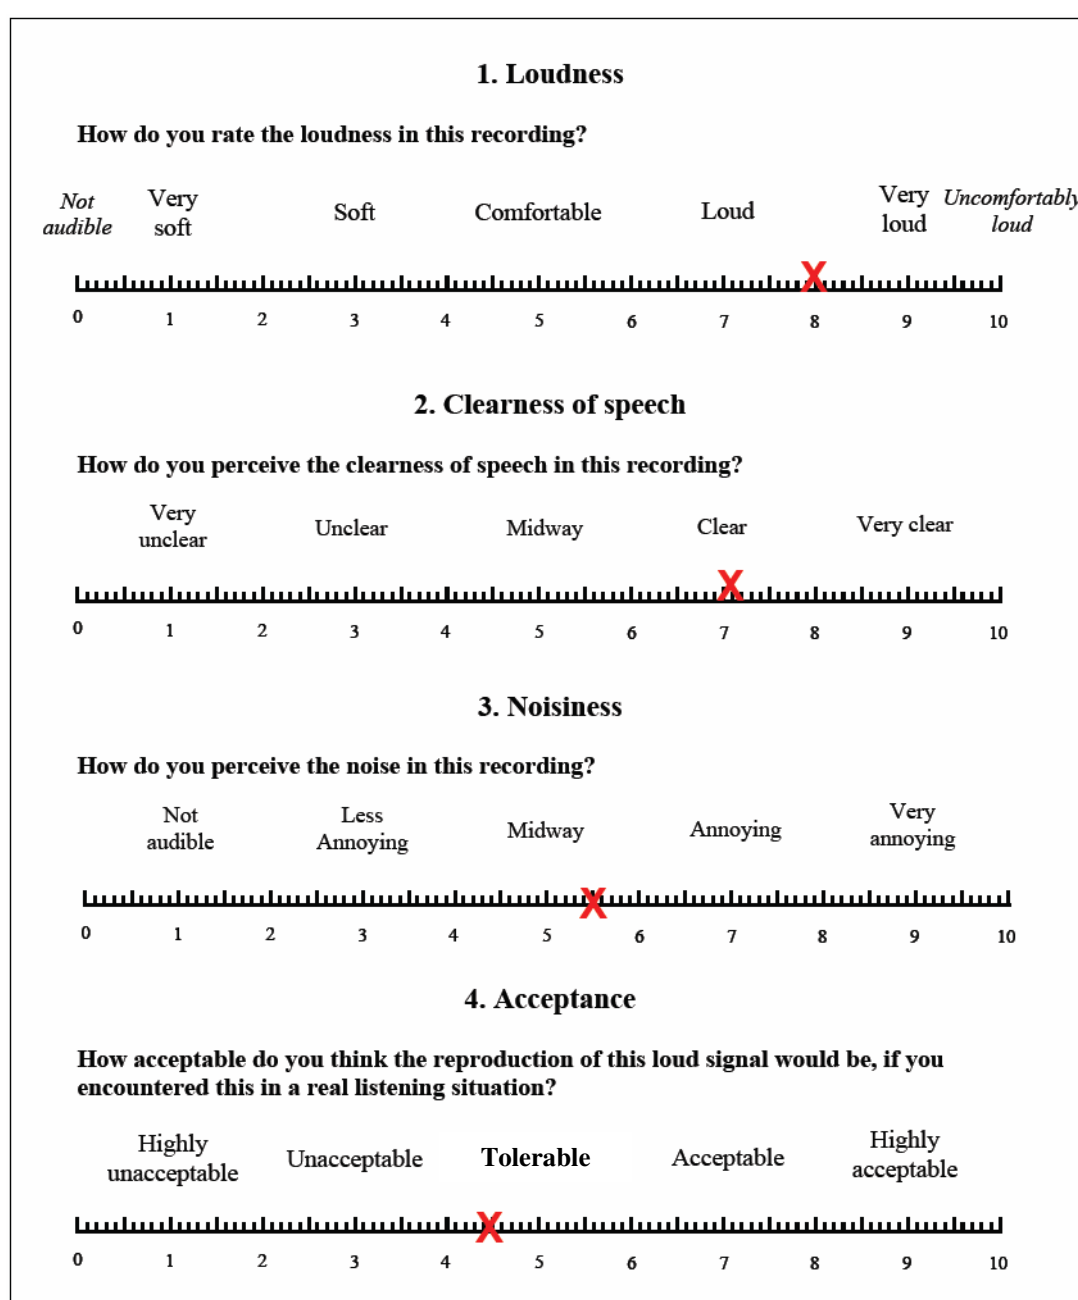 1. Loudness
How do you rate the loudness in this recording?
Not audible
Very soft
Soft
Comfortable
Loud
Very loud
Uncomfortably loud
X
0 1 2 3 4 5 6 7 8 9 10
2. Clearness of speech
How do you perceive the clearness of speech in this recording?
Very unclear
Unclear
Midway
Clear
Very clear
X
0 1 2 3 4 5 6 7 8 9 10
3. Noisiness
How do you perceive the noise in this recording?
Not audible
Less Annoying
Midway
Annoying
Very annoying
X
0 1 2 3 4 5 6 7 8 9 10
4. Acceptance
How acceptable do you think the reproduction of this loud signal would be, if you
encountered this in a real listening situation?
Highly unacceptable
Unacceptable
Tolerable
Acceptable
Highly acceptable
X
0 1 2 3 4 5 6 7 8 9 10